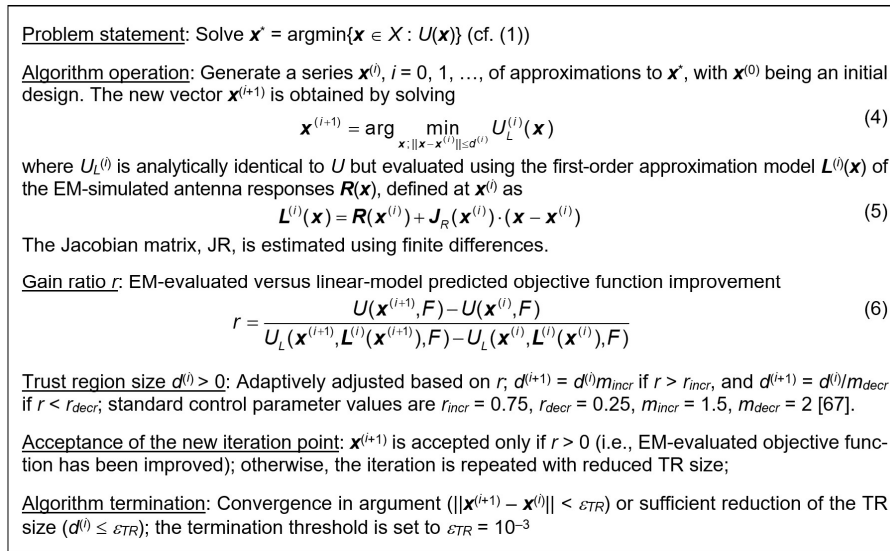 Problem statement: Solve x* = argmin{x ∈ X : U(x)} (cf. (1))
Algorithm operation: Generate a series x⁽ⁱ⁾, i = 0, 1, …, of approximations to x*, with x⁽⁰⁾ being an initial
design. The new vector x⁽ⁱ⁺¹⁾ is obtained by solving
x⁽ⁱ⁺¹⁾ = arg min_{x; ||x−x⁽ⁱ⁾||≤d⁽ⁱ⁾} U_L⁽ⁱ⁾(x) (4)
where U_L⁽ⁱ⁾ is analytically identical to U but evaluated using the first-order approximation model L⁽ⁱ⁾(x) of
the EM-simulated antenna responses R(x), defined at x⁽ⁱ⁾ as
L⁽ⁱ⁾(x) = R(x⁽ⁱ⁾) + J_R(x⁽ⁱ⁾)·(x − x⁽ⁱ⁾) (5)
The Jacobian matrix, JR, is estimated using finite differences.
Gain ratio r: EM-evaluated versus linear-model predicted objective function improvement
r = (U(x⁽ⁱ⁺¹⁾,F) − U(x⁽ⁱ⁾,F)) / (U_L(x⁽ⁱ⁺¹⁾,L⁽ⁱ⁾(x⁽ⁱ⁺¹⁾),F) − U_L(x⁽ⁱ⁾,L⁽ⁱ⁾(x⁽ⁱ⁾),F)) (6)
Trust region size d⁽ⁱ⁾ > 0: Adaptively adjusted based on r; d⁽ⁱ⁺¹⁾ = d⁽ⁱ⁾m_incr if r > r_incr, and d⁽ⁱ⁺¹⁾ = d⁽ⁱ⁾/m_decr
if r < r_decr; standard control parameter values are r_incr = 0.75, r_decr = 0.25, m_incr = 1.5, m_decr = 2 [67].
Acceptance of the new iteration point: x⁽ⁱ⁺¹⁾ is accepted only if r > 0 (i.e., EM-evaluated objective func-
tion has been improved); otherwise, the iteration is repeated with reduced TR size;
Algorithm termination: Convergence in argument (||x⁽ⁱ⁺¹⁾ – x⁽ⁱ⁾|| < ε_TR) or sufficient reduction of the TR
size (d⁽ⁱ⁾ ≤ ε_TR); the termination threshold is set to ε_TR = 10⁻³